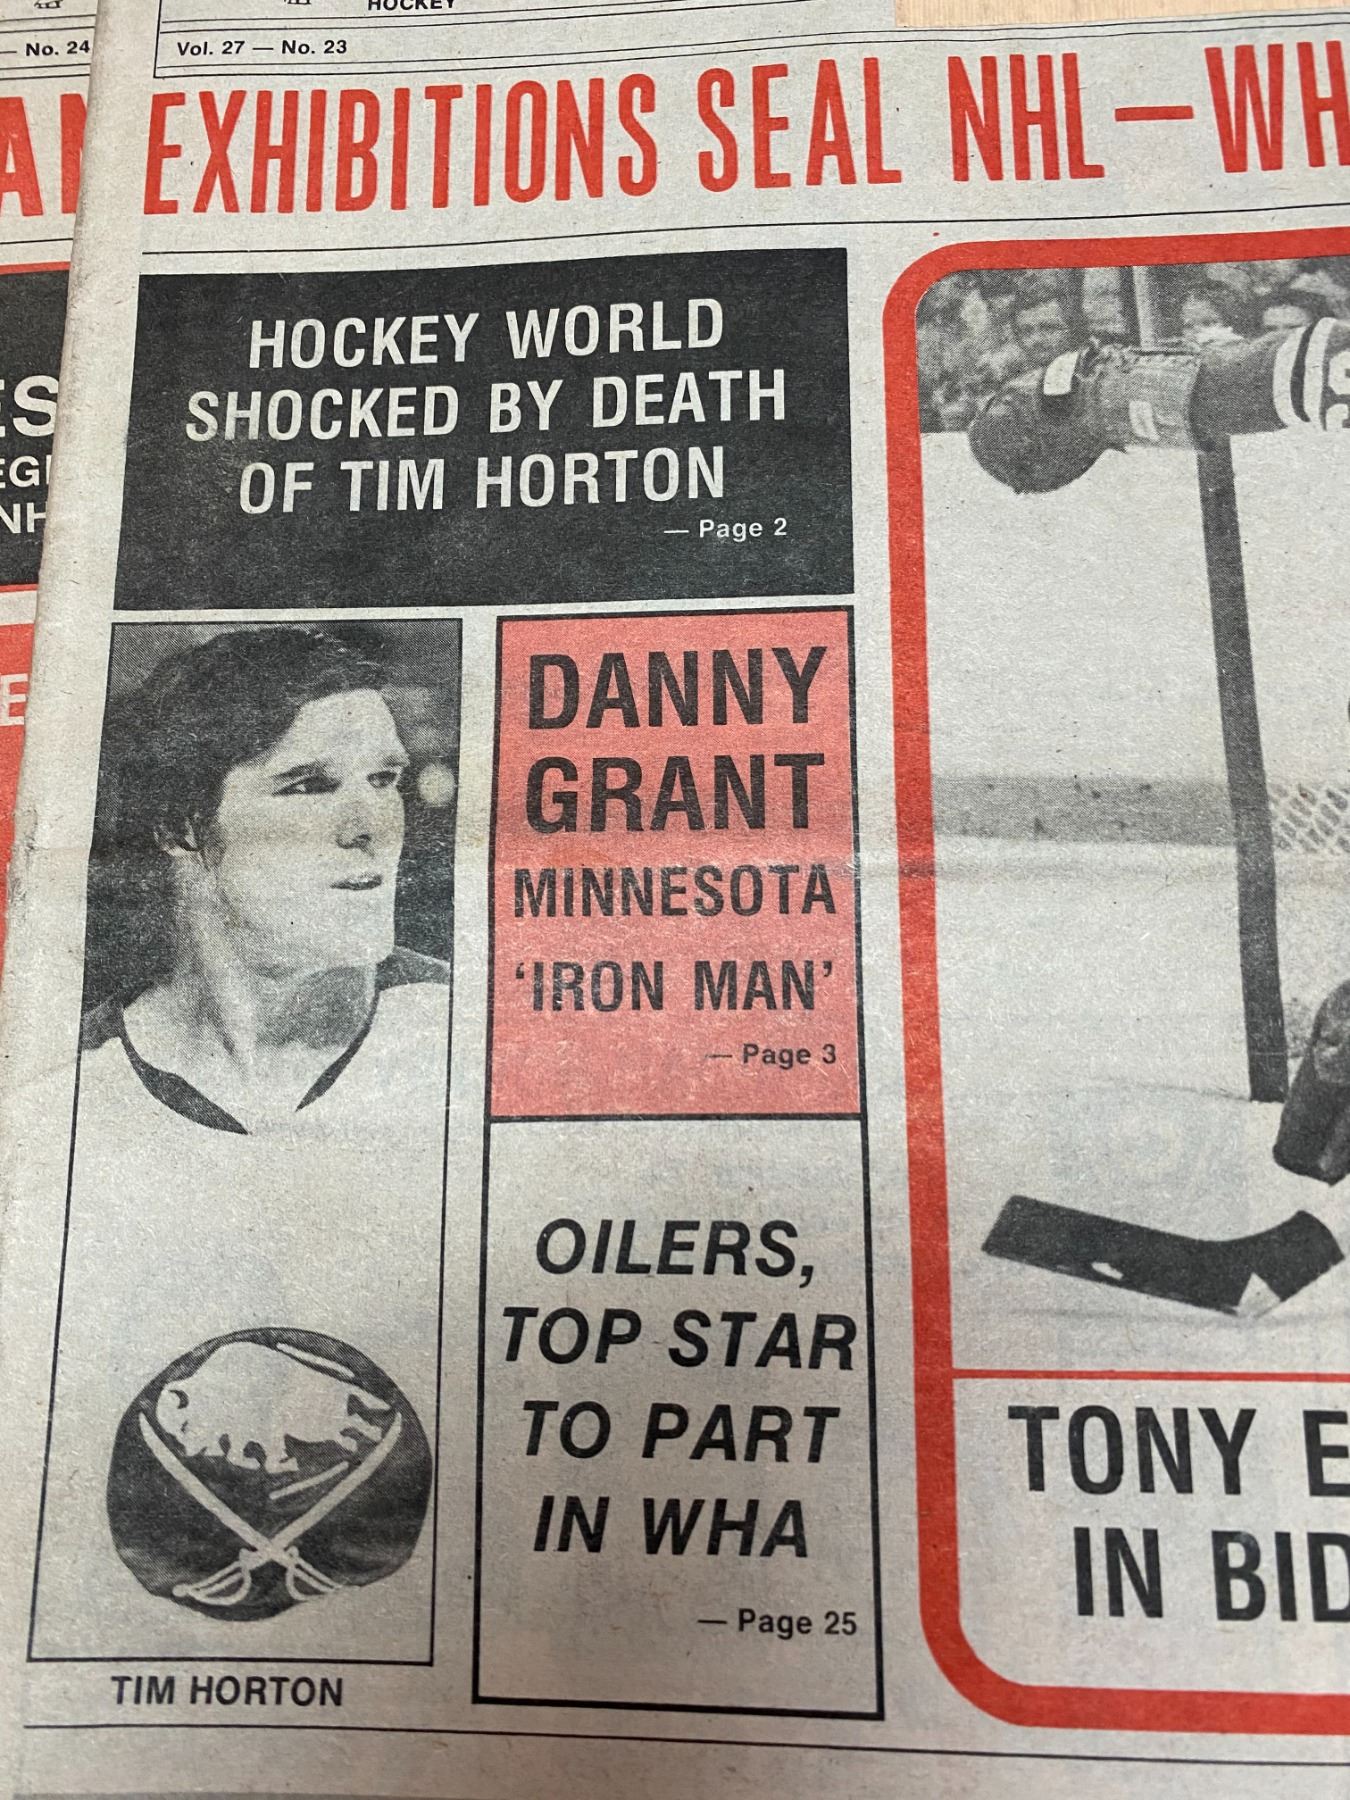 HOCKEY
— No. 24
Vol. 27 — No. 23
EXHIBITIONS SEAL NHL—WH
HOCKEY WORLD
SHOCKED BY DEATH
OF TIM HORTON
— Page 2
DANNY
GRANT
MINNESOTA
‘IRON MAN’
— Page 3
OILERS,
TOP STAR
TO PART
IN WHA
— Page 25
TIM HORTON
TONY E
IN BID